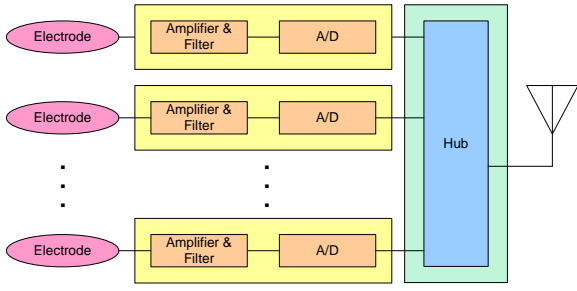 Electrode
Amplifier &
Filter
A/D
Electrode
Amplifier &
Filter
A/D
Hub
Electrode
Amplifier &
Filter
A/D